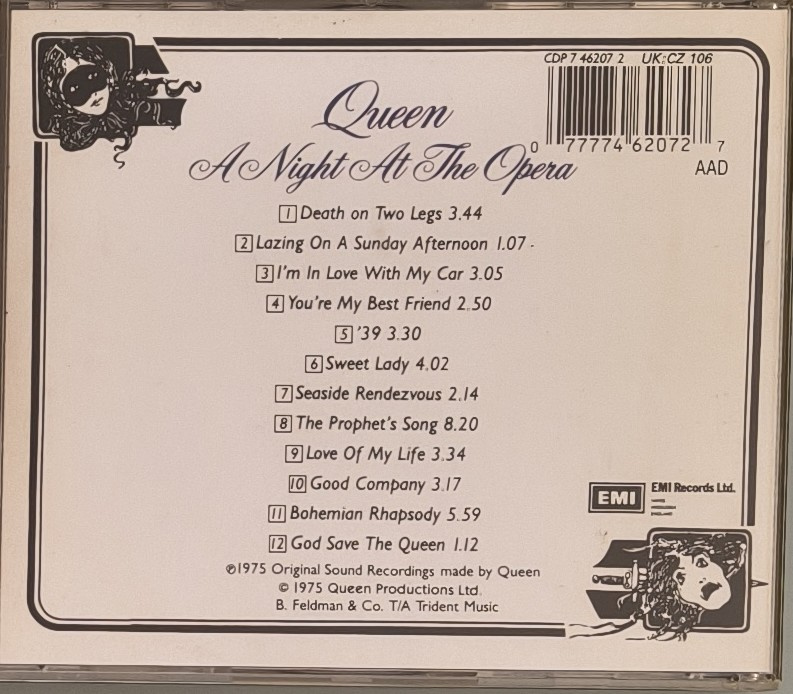 CDP 7 46207 2 UK: CZ 106
0 77774 62072 7
AAD
Queen
A Night At The Opera
1 Death on Two Legs 3.44
2 Lazing On A Sunday Afternoon 1.07
3 I'm In Love With My Car 3.05
4 You're My Best Friend 2.50
5 '39 3.30
6 Sweet Lady 4.02
7 Seaside Rendezvous 2.14
8 The Prophet's Song 8.20
9 Love Of My Life 3.34
10 Good Company 3.17
11 Bohemian Rhapsody 5.59
12 God Save The Queen 1.12
℗1975 Original Sound Recordings made by Queen
© 1975 Queen Productions Ltd.
B. Feldman & Co. T/A Trident Music
EMI EMI Records Ltd.